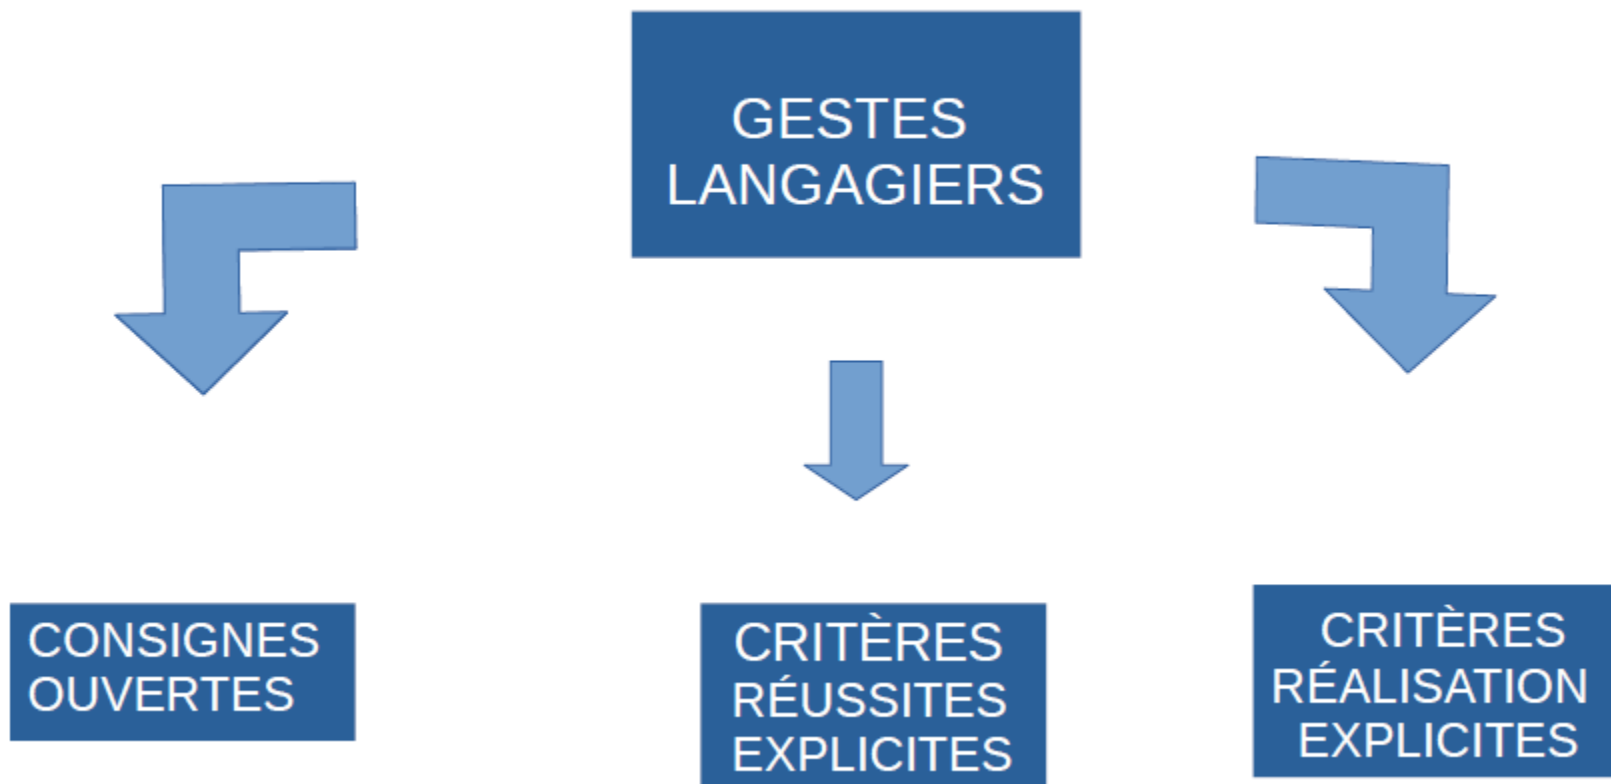 GESTES
LANGAGIERS
CONSIGNES
OUVERTES
CRITÈRES
RÉUSSITES
EXPLICITES
CRITÈRES
RÉALISATION
EXPLICITES